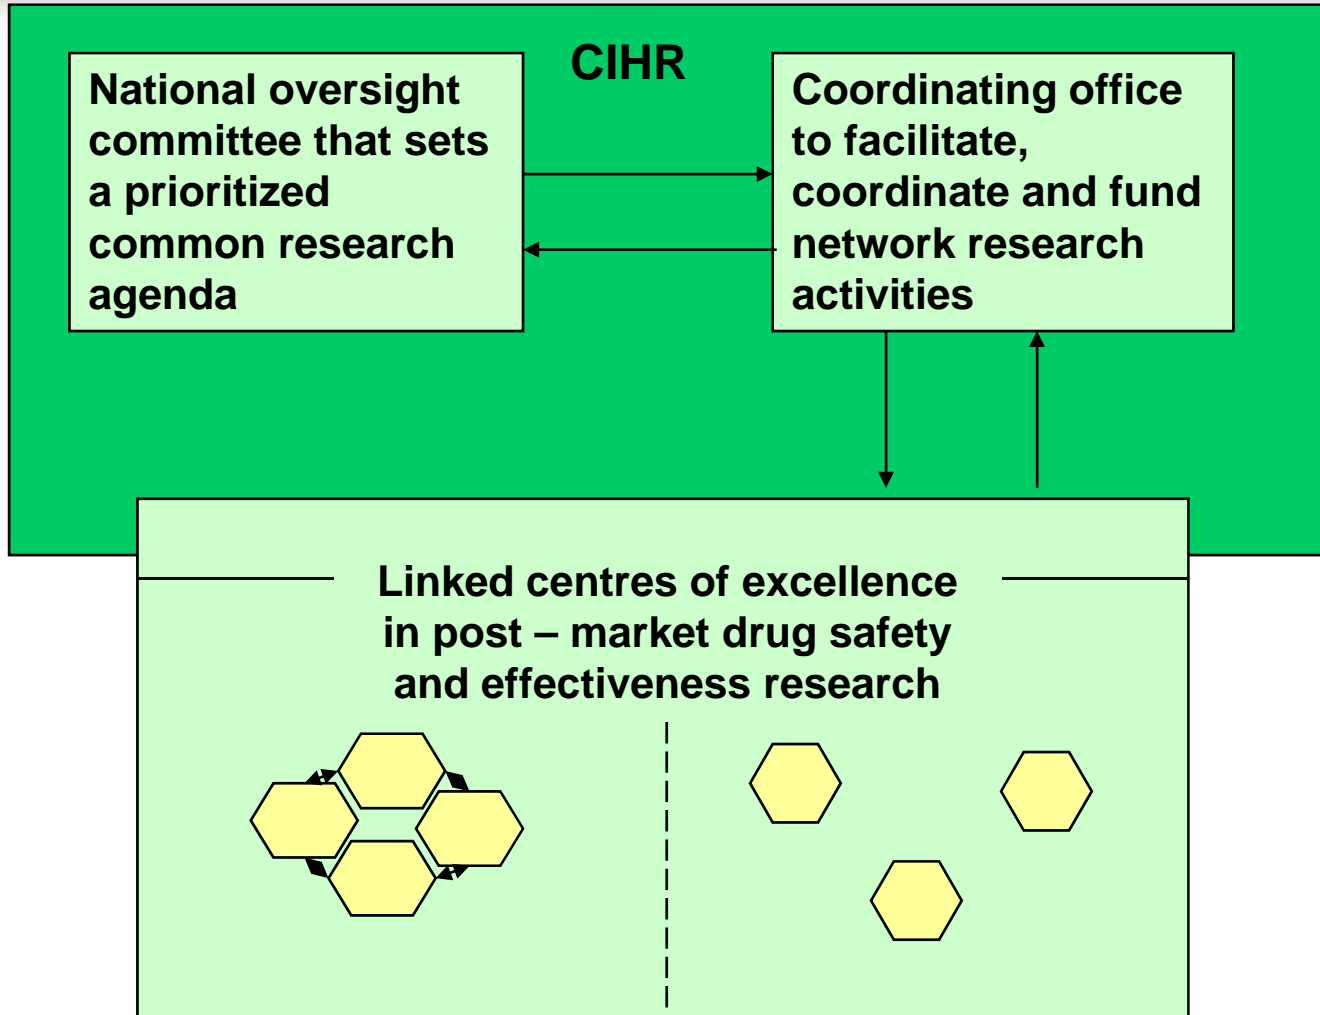 CIHR
National oversight
committee that sets
a prioritized
common research
agenda
Coordinating office
to facilitate,
coordinate and fund
network research
activities
Linked centres of excellence
in post – market drug safety
and effectiveness research